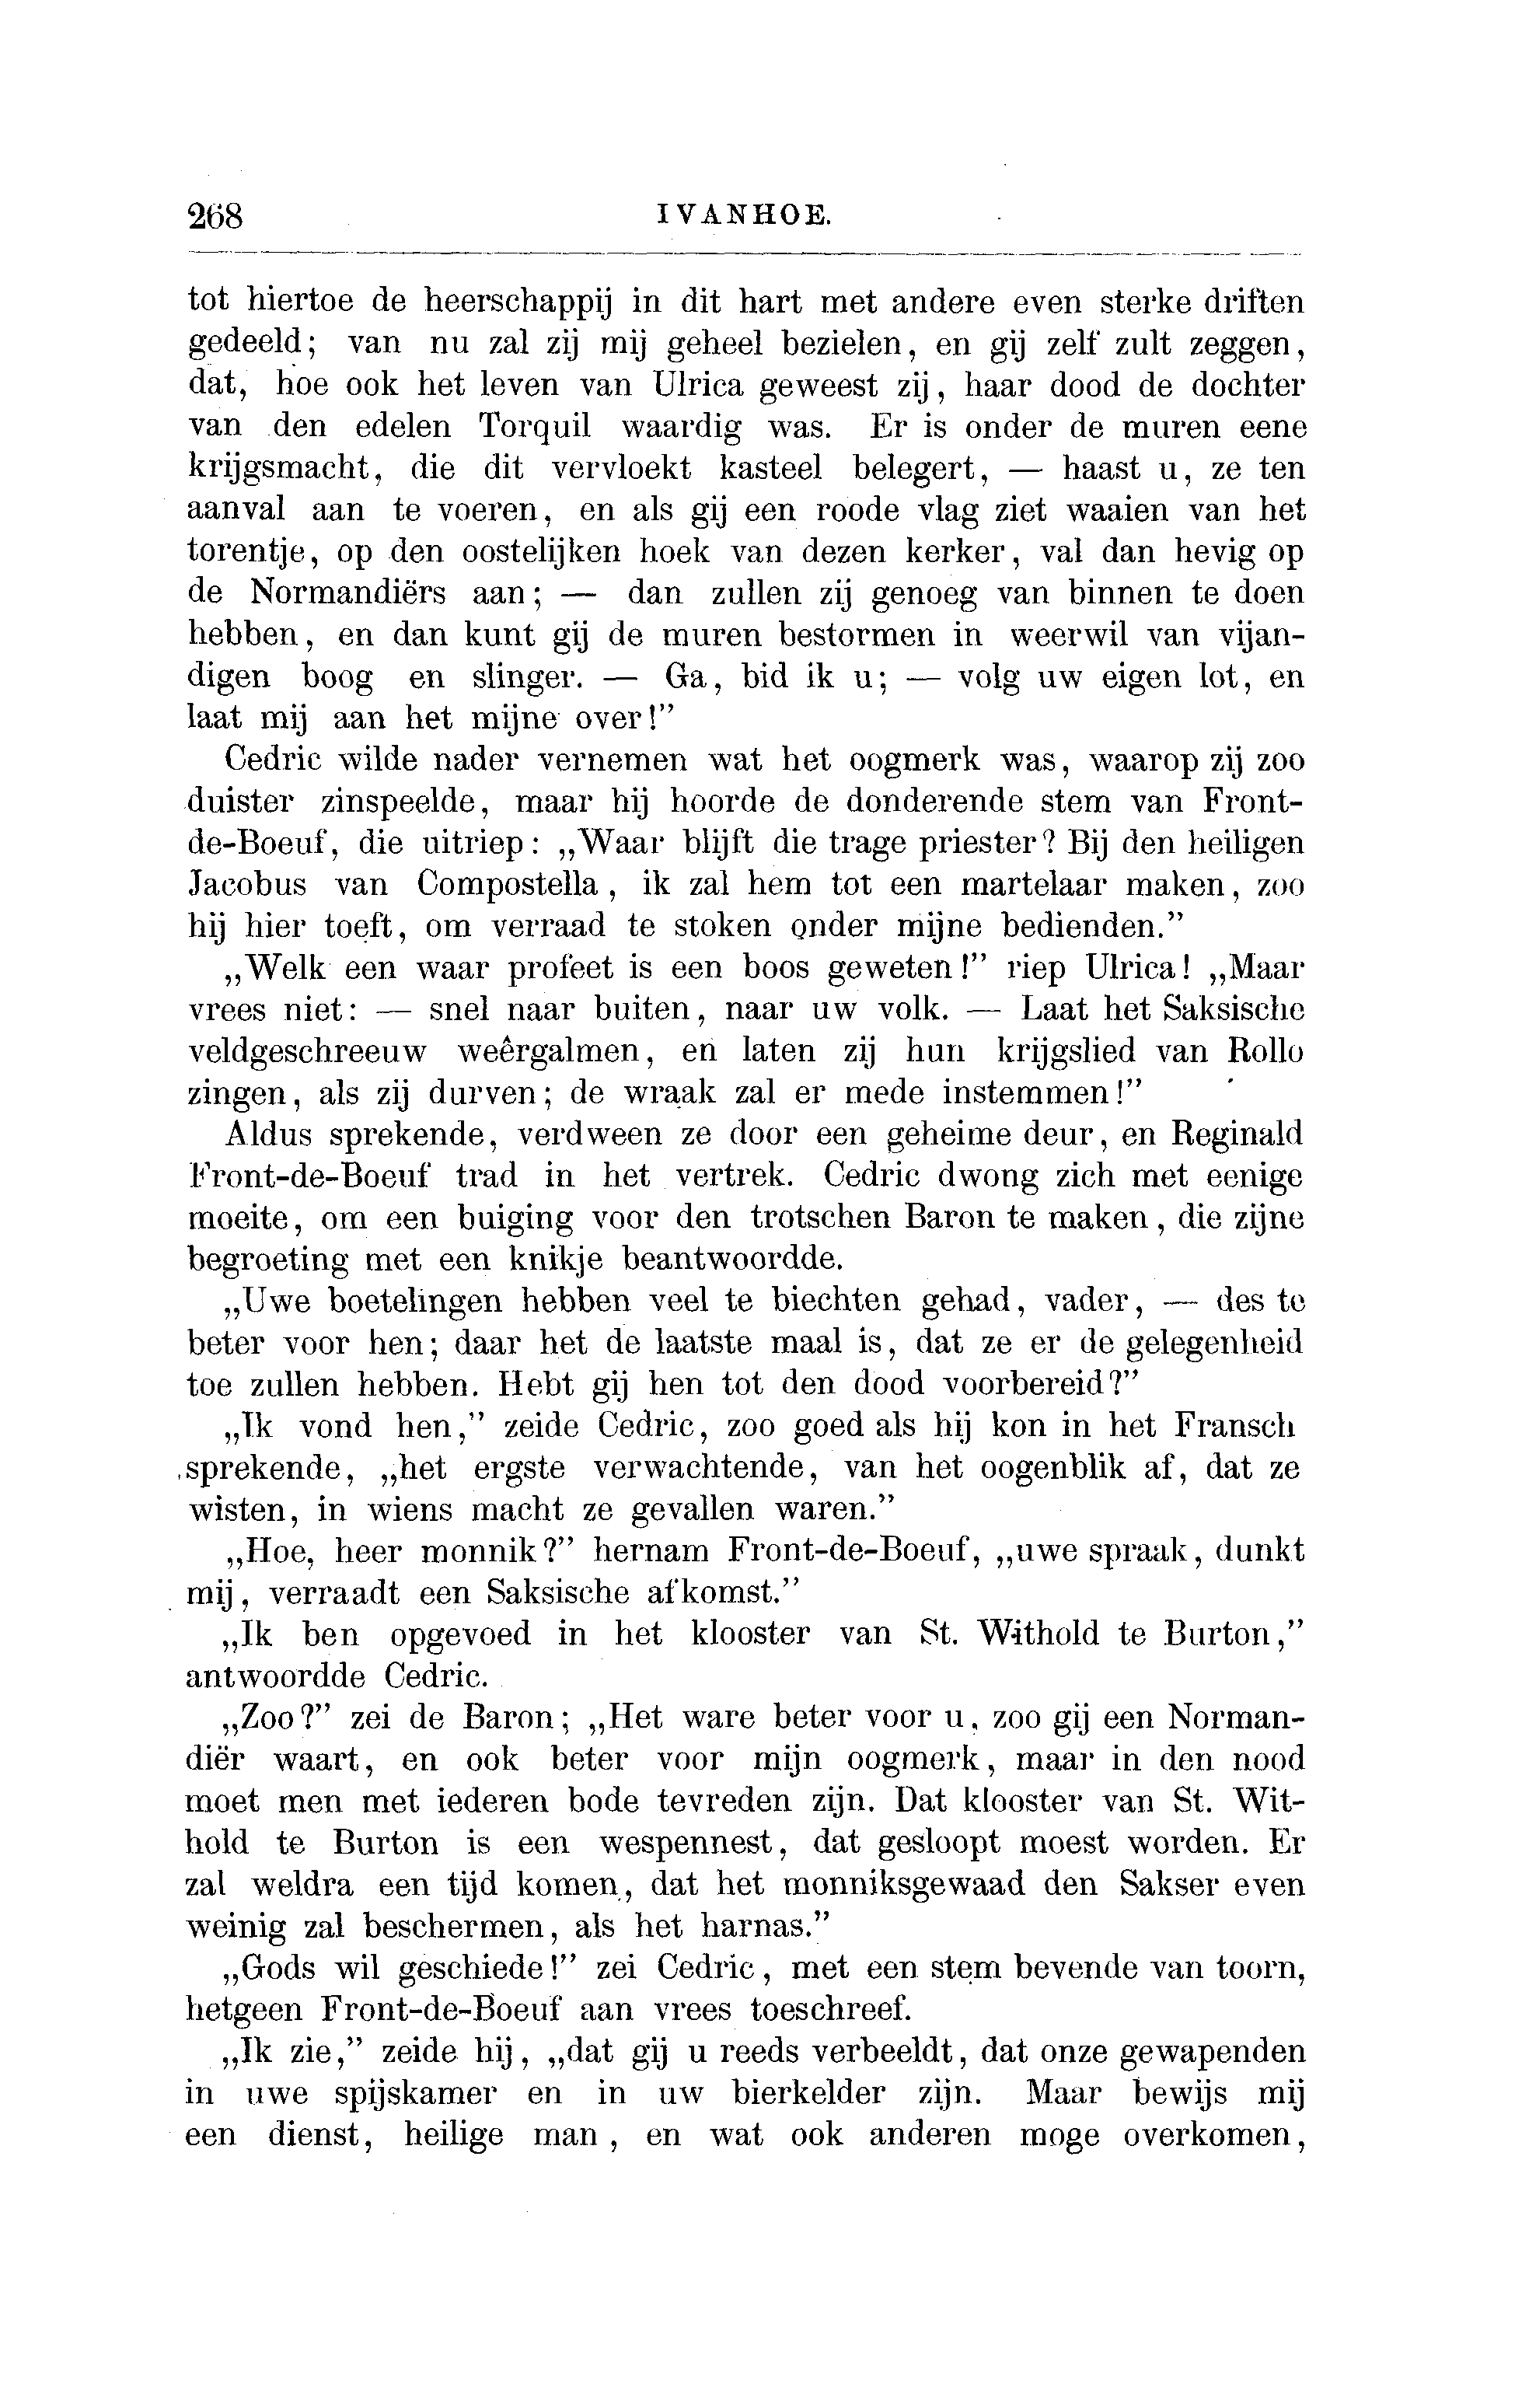 268 IVANHOE.
tot hiertoe de heerschappij in dit hart met andere even sterke driften
gedeeld; van nu zal zij mij geheel bezielen, en gij zelf zult zeggen,
dat, hoe ook het leven van Ulrica geweest zij, haar dood de dochter
van den edelen Torquil waardig was. Er is onder de muren eene
krijgsmacht, die dit vervloekt kasteel belegert, — haast u, ze ten
aanval aan te voeren, en als gij een roode vlag ziet waaien van het
torentje, op den oostelijken hoek van dezen kerker, val dan hevig op
de Normandiërs aan; — dan zullen zij genoeg van binnen te doen
hebben, en dan kunt gij de muren bestormen in weerwil van vijan-
digen boog en slinger. — Ga, bid ik u; — volg uw eigen lot, en
laat mij aan het mijne over!”
Cedric wilde nader vernemen wat het oogmerk was, waarop zij zoo
duister zinspeelde, maar hij hoorde de donderende stem van Front-
de-Boeuf, die uitriep: „Waar blijft die trage priester? Bij den heiligen
Jacobus van Compostella, ik zal hem tot een martelaar maken, zoo
hij hier toeft, om verraad te stoken onder mijne bedienden.”
„Welk een waar profeet is een boos geweten!” riep Ulrica! „Maar
vrees niet: — snel naar buiten, naar uw volk. — Laat het Saksische
veldgeschreeuw weêrgalmen, en laten zij hun krijgslied van Rollo
zingen, als zij durven; de wraak zal er mede instemmen!”
Aldus sprekende, verdween ze door een geheime deur, en Reginald
Front-de-Boeuf trad in het vertrek. Cedric dwong zich met eenige
moeite, om een buiging voor den trotschen Baron te maken, die zijne
begroeting met een knikje beantwoordde.
„Uwe boetelingen hebben veel te biechten gehad, vader, — des te
beter voor hen; daar het de laatste maal is, dat ze er de gelegenheid
toe zullen hebben. Hebt gij hen tot den dood voorbereid?”
„Ik vond hen,” zeide Cedric, zoo goed als hij kon in het Fransch
sprekende, „het ergste verwachtende, van het oogenblik af, dat ze
wisten, in wiens macht ze gevallen waren.”
„Hoe, heer monnik?” hernam Front-de-Boeuf, „uwe spraak, dunkt
mij, verraadt een Saksische afkomst.”
„Ik ben opgevoed in het klooster van St. Withold te Burton,”
antwoordde Cedric.
„Zoo?” zei de Baron; „Het ware beter voor u, zoo gij een Norman-
diër waart, en ook beter voor mijn oogmerk, maar in den nood
moet men met iederen bode tevreden zijn. Dat klooster van St. Wit-
hold te Burton is een wespennest, dat gesloopt moest worden. Er
zal weldra een tijd komen, dat het monniksgewaad den Sakser even
weinig zal beschermen, als het harnas.”
„Gods wil geschiede!” zei Cedric, met een stem bevende van toorn,
hetgeen Front-de-Boeuf aan vrees toeschreef.
„Ik zie,” zeide hij, „dat gij u reeds verbeeldt, dat onze gewapenden
in uwe spijskamer en in uw bierkelder zijn. Maar bewijs mij
een dienst, heilige man, en wat ook anderen moge overkomen,